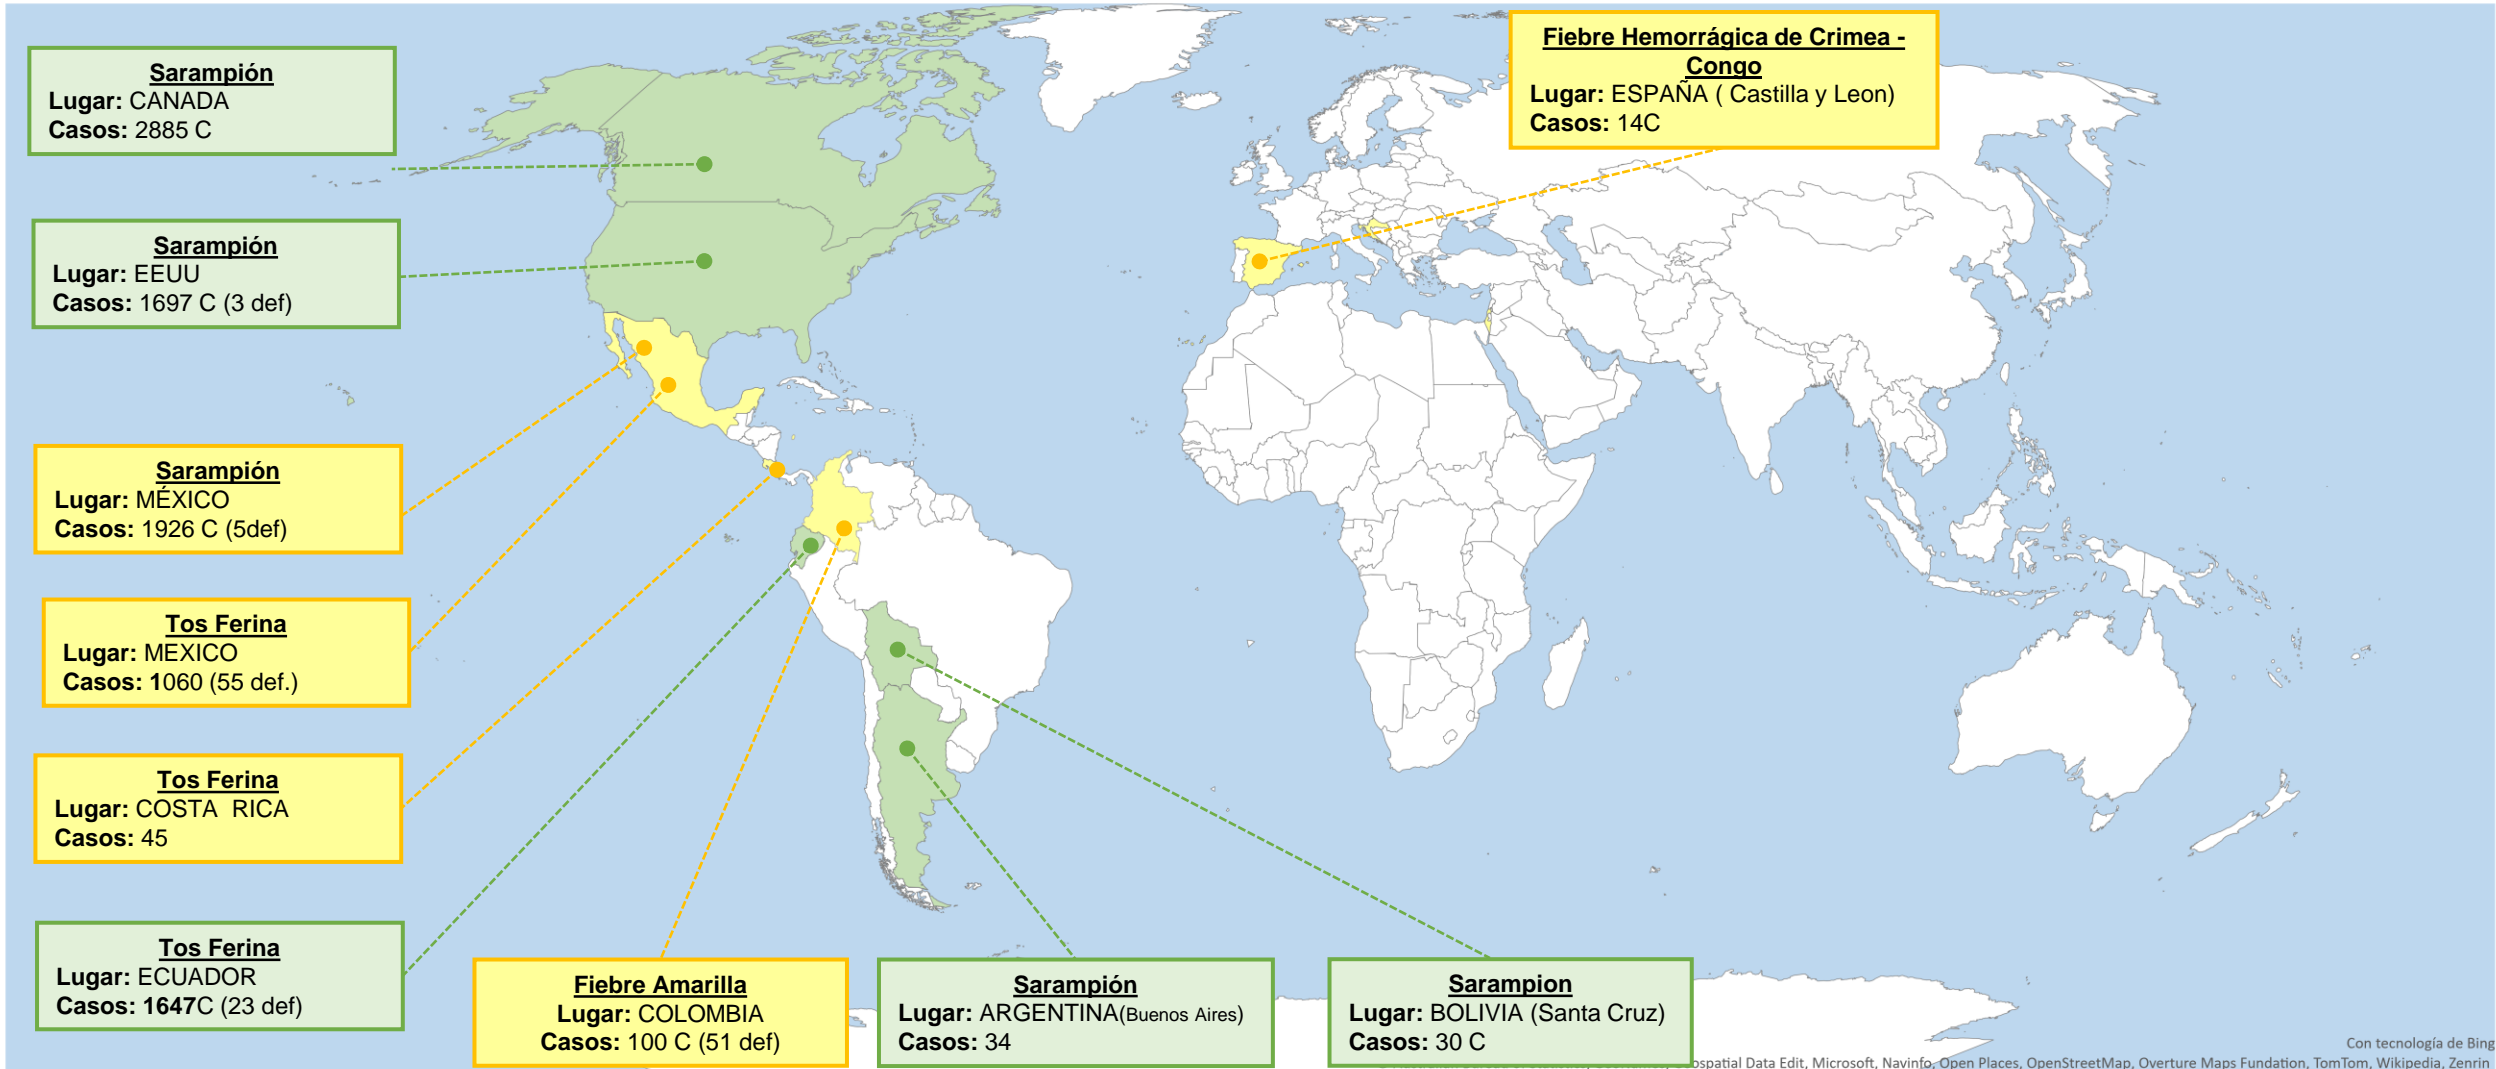 Sarampión
Lugar: CANADA
Casos: 2885 C
Fiebre Hemorrágica de Crimea -
Congo
Lugar: ESPAÑA ( Castilla y Leon)
Casos: 14C
Sarampión
Lugar: EEUU
Casos: 1697 C (3 def)
Sarampión
Lugar: MÉXICO
Casos: 1926 C (5def)
Tos Ferina
Lugar: MEXICO
Casos: 1060 (55 def.)
Tos Ferina
Lugar: COSTA RICA
Casos: 45
Tos Ferina
Lugar: ECUADOR
Casos: 1647C (23 def)
Fiebre Amarilla
Lugar: COLOMBIA
Casos: 100 C (51 def)
Sarampión
Lugar: ARGENTINA(Buenos Aires)
Casos: 34
Sarampion
Lugar: BOLIVIA (Santa Cruz)
Casos: 30 C
Con tecnología de Bing
ospatial Data Edit, Microsoft, Navinfo, Open Places, OpenStreetMap, Overture Maps Fundation, TomTom, Wikipedia, Zenrin